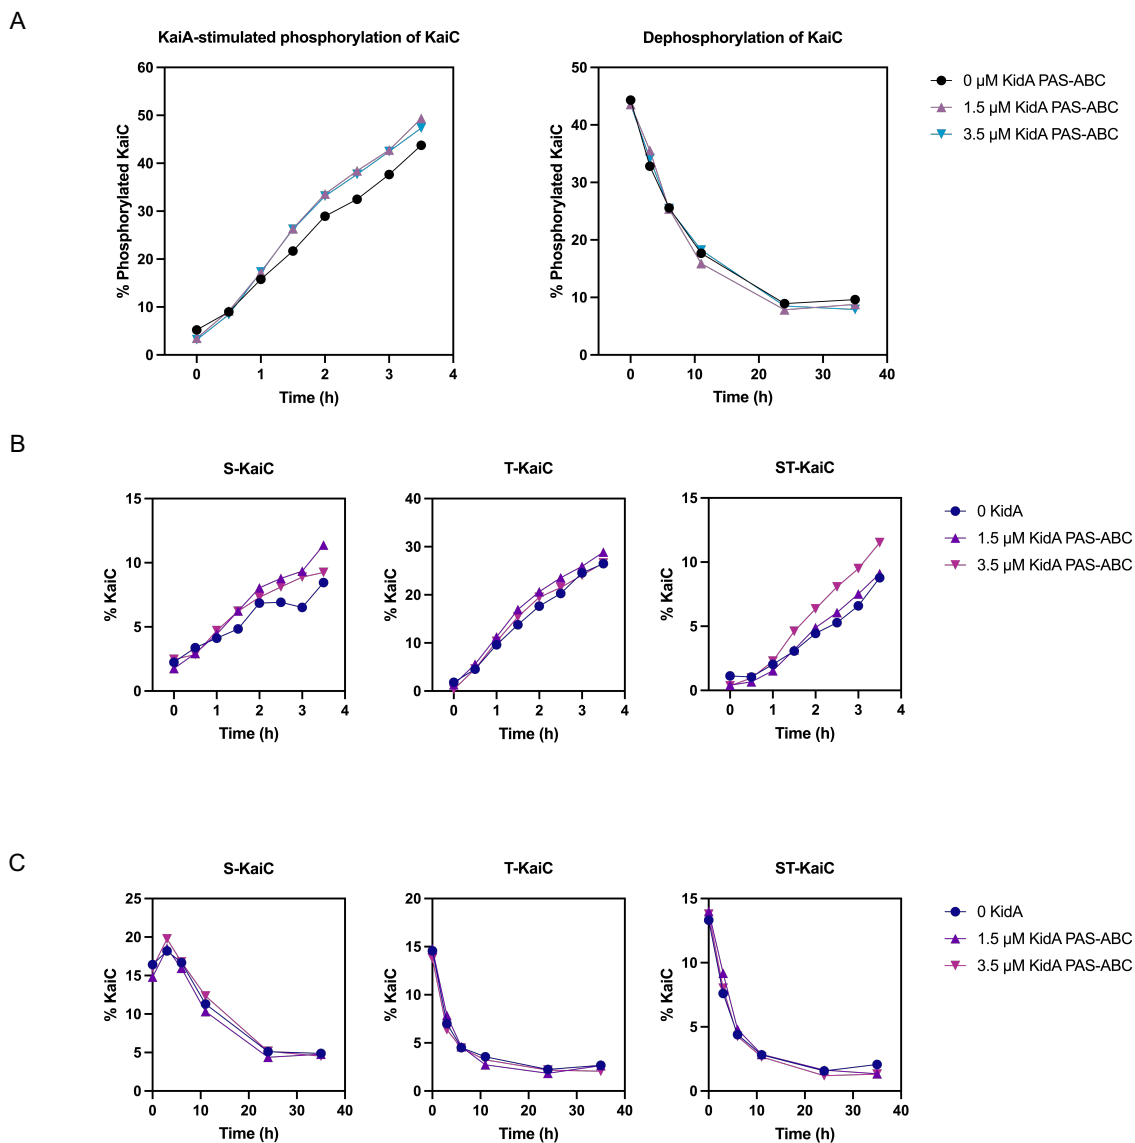 A
KaiA-stimulated phosphorylation of KaiC
Dephosphorylation of KaiC
% Phosphorylated KaiC
60
50
40
30
20
10
0
0
1
2
3
4
Time (h)
% Phosphorylated KaiC
50
40
30
20
10
0
0
10
20
30
40
Time (h)
0 µM KidA PAS-ABC
1.5 µM KidA PAS-ABC
3.5 µM KidA PAS-ABC
B
S-KaiC
% KaiC
15
10
5
0
0
1
2
3
4
Time (h)
T-KaiC
% KaiC
40
30
20
10
0
0
1
2
3
4
Time (h)
ST-KaiC
% KaiC
15
10
5
0
0
1
2
3
4
Time (h)
0 KidA
1.5 µM KidA PAS-ABC
3.5 µM KidA PAS-ABC
C
S-KaiC
% KaiC
25
20
15
10
5
0
0
10
20
30
40
Time (h)
T-KaiC
% KaiC
20
15
10
5
0
0
10
20
30
40
Time (h)
ST-KaiC
% KaiC
15
10
5
0
0
10
20
30
40
Time (h)
0 KidA
1.5 µM KidA PAS-ABC
3.5 µM KidA PAS-ABC